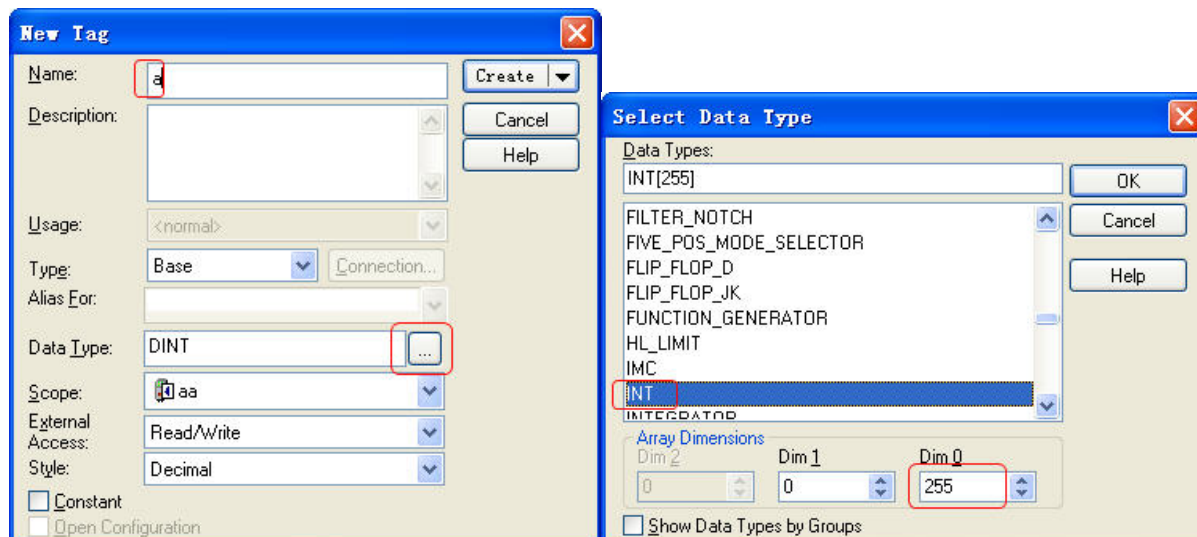 New Tag
Name: a
Create
Description:
Cancel
Help
Usage: <normal>
Type: Base Connection...
Alias For:
Data Type: DINT ...
Scope: aa
External Access: Read/Write
Style: Decimal
Constant
Open Configuration
Select Data Type
Data Types:
INT[255]
OK
FILTER_NOTCH
Cancel
FIVE_POS_MODE_SELECTOR
FLIP_FLOP_D
FLIP_FLOP_JK
Help
FUNCTION_GENERATOR
HL_LIMIT
IMC
INT
INTEGRATOR
Array Dimensions
Dim 2 Dim 1 Dim 0
0 0 255
Show Data Types by Groups